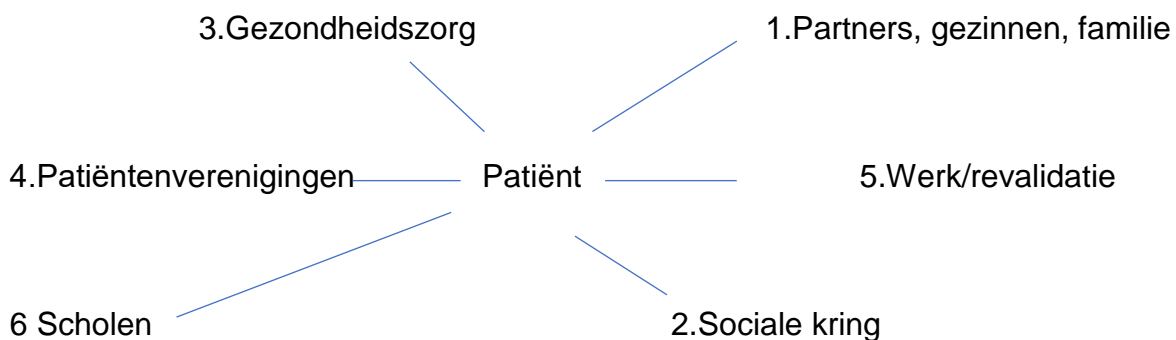 3.Gezondheidszorg 1.Partners, gezinnen, familie
4.Patiëntenverenigingen Patiënt 5.Werk/revalidatie
6 Scholen 2.Sociale kring